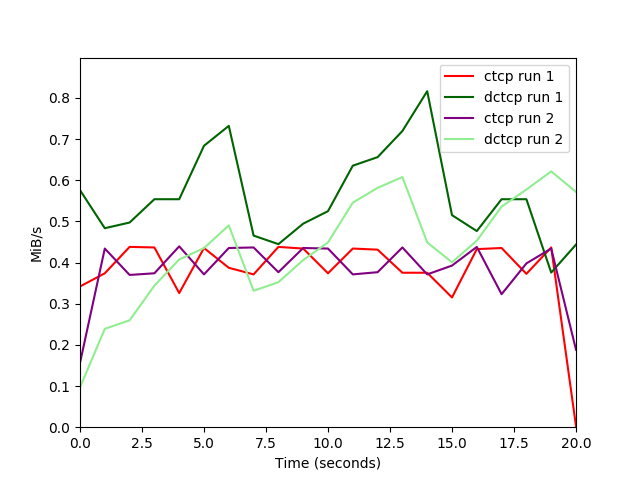 ctcp run 1
dctcp run 1
ctcp run 2
dctcp run 2
MiB/s
0.8
0.7
0.6
0.5
0.4
0.3
0.2
0.1
0.0
0.0 2.5 5.0 7.5 10.0 12.5 15.0 17.5 20.0
Time (seconds)